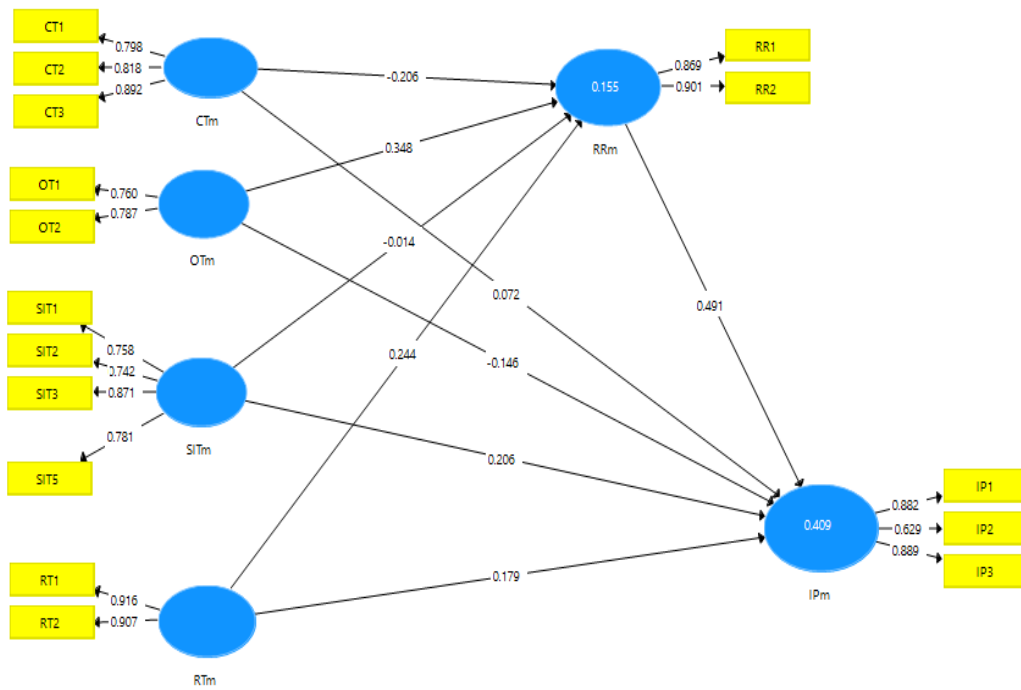 CT1
0.798
CT2
0.818
CT3
0.892
CTm
-0.206
RR1
0.869
RR2
0.901
0.155
RRm
OT1
0.760
OT2
0.787
OTm
0.348
-0.014
0.072
0.491
SIT1
0.758
SIT2
0.742
SIT3
0.871
0.781
SIT5
SITm
0.244
-0.146
0.206
0.179
RT1
0.916
RT2
0.907
RTm
0.409
IPm
IP1
0.882
IP2
0.629
IP3
0.889